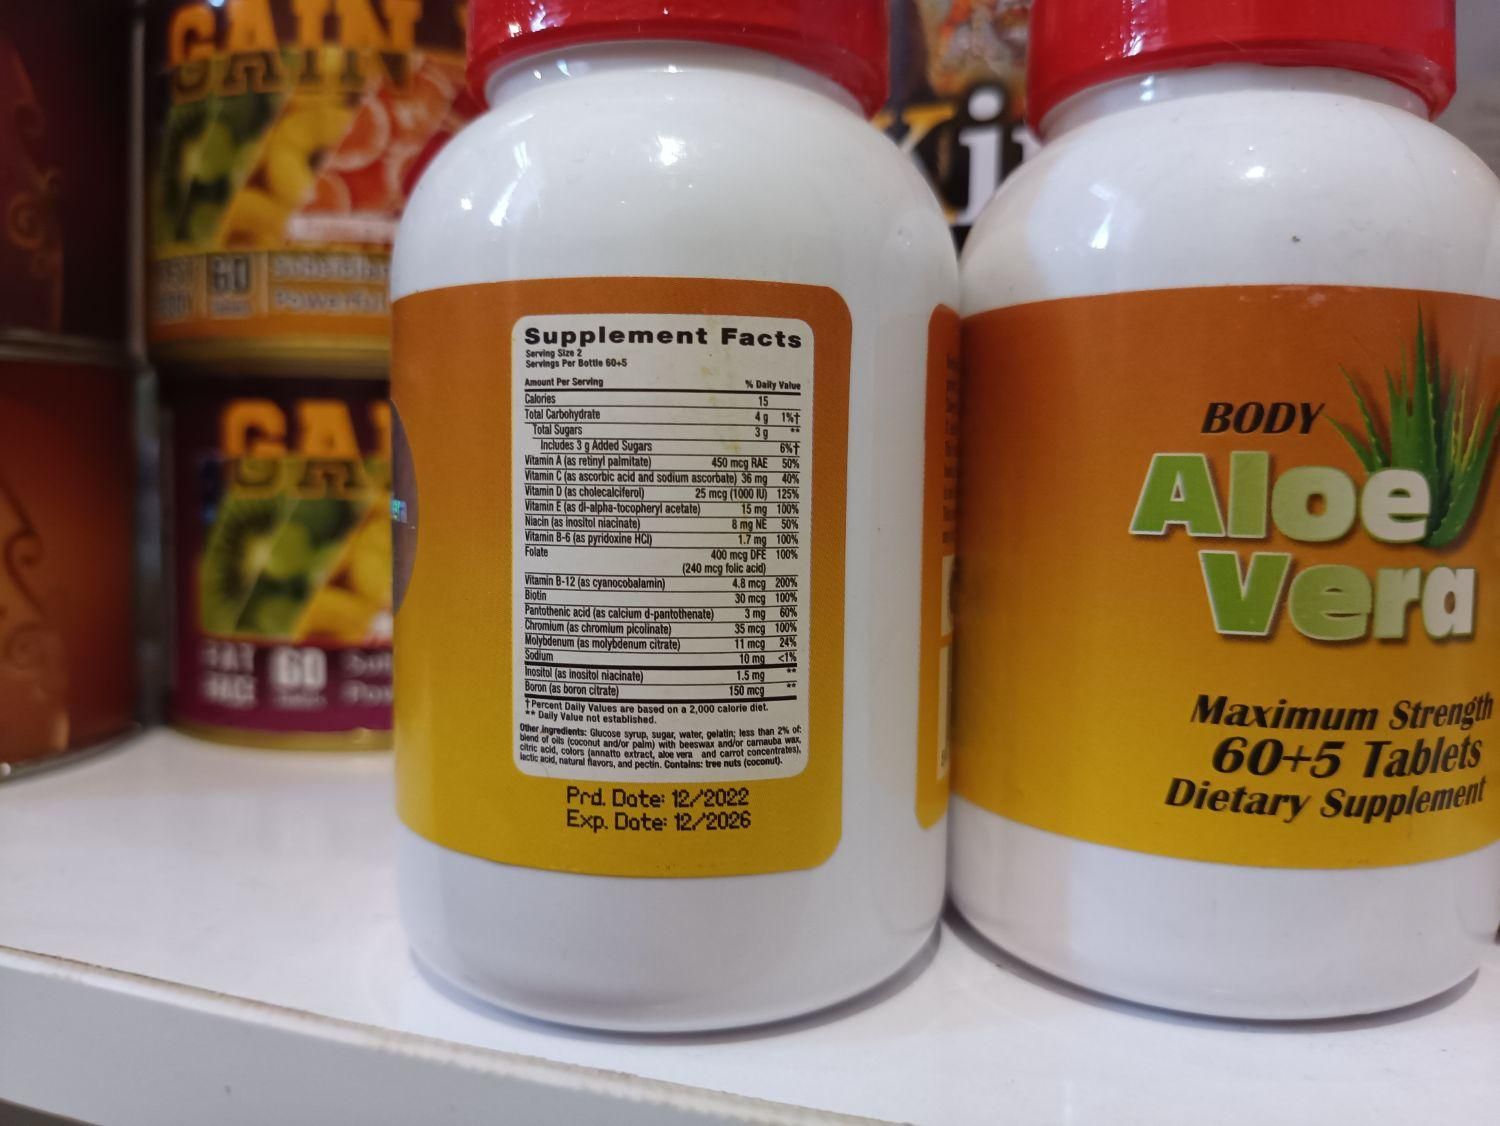 GAIN
60
Powerful
GAI
60
Ki
Supplement Facts
Serving Size 2
Servings Per Bottle 60+5
Amount Per Serving % Daily Value
Calories 15
Total Carbohydrate 4 g 1%†
Total Sugars 3 g **
Includes 3 g Added Sugars 6%†
Vitamin A (as retinyl palmitate) 450 mcg RAE 50%
Vitamin C (as ascorbic acid and sodium ascorbate) 36 mg 40%
Vitamin D (as cholecalciferol) 25 mcg (1000 IU) 125%
Vitamin E (as dl-alpha-tocopheryl acetate) 15 mg 100%
Niacin (as inositol niacinate) 8 mg NE 50%
Vitamin B-6 (as pyridoxine HCl) 1.7 mg 100%
Folate 400 mcg DFE 100%
(240 mcg folic acid)
Vitamin B-12 (as cyanocobalamin) 4.8 mcg 200%
Biotin 30 mcg 100%
Pantothenic acid (as calcium d-pantothenate) 3 mg 60%
Chromium (as chromium picolinate) 35 mcg 100%
Molybdenum (as molybdenum citrate) 11 mcg 24%
Sodium 10 mg <1%
Inositol (as inositol niacinate) 1.5 mg **
Boron (as boron citrate) 150 mcg **
†Percent Daily Values are based on a 2,000 calorie diet.
** Daily Value not established.
Other Ingredients: Glucose syrup, sugar, water, gelatin; less than 2% of:
blend of oils (coconut and/or palm) with beeswax and/or carnauba wax,
citric acid, colors (annatto extract, aloe vera and carrot concentrates),
lactic acid, natural flavors, and pectin. Contains: tree nuts (coconut).
Prd. Date: 12/2022
Exp. Date: 12/2026
BODY
Aloe
Vera
Maximum Strength
60+5 Tablets
Dietary Supplement